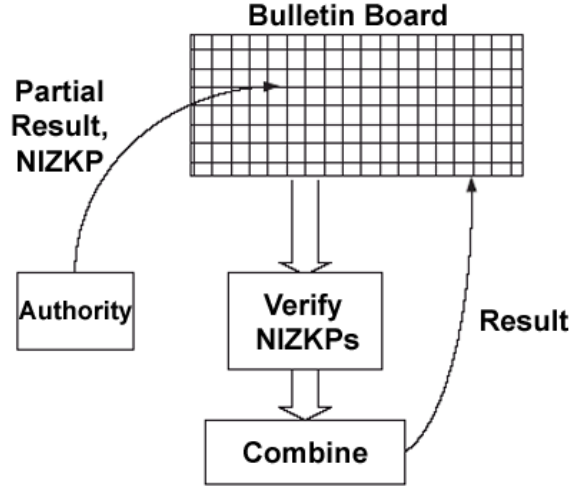 Bulletin Board
Partial
Result,
NIZKP
Authority
Verify
NIZKPs
Result
Combine